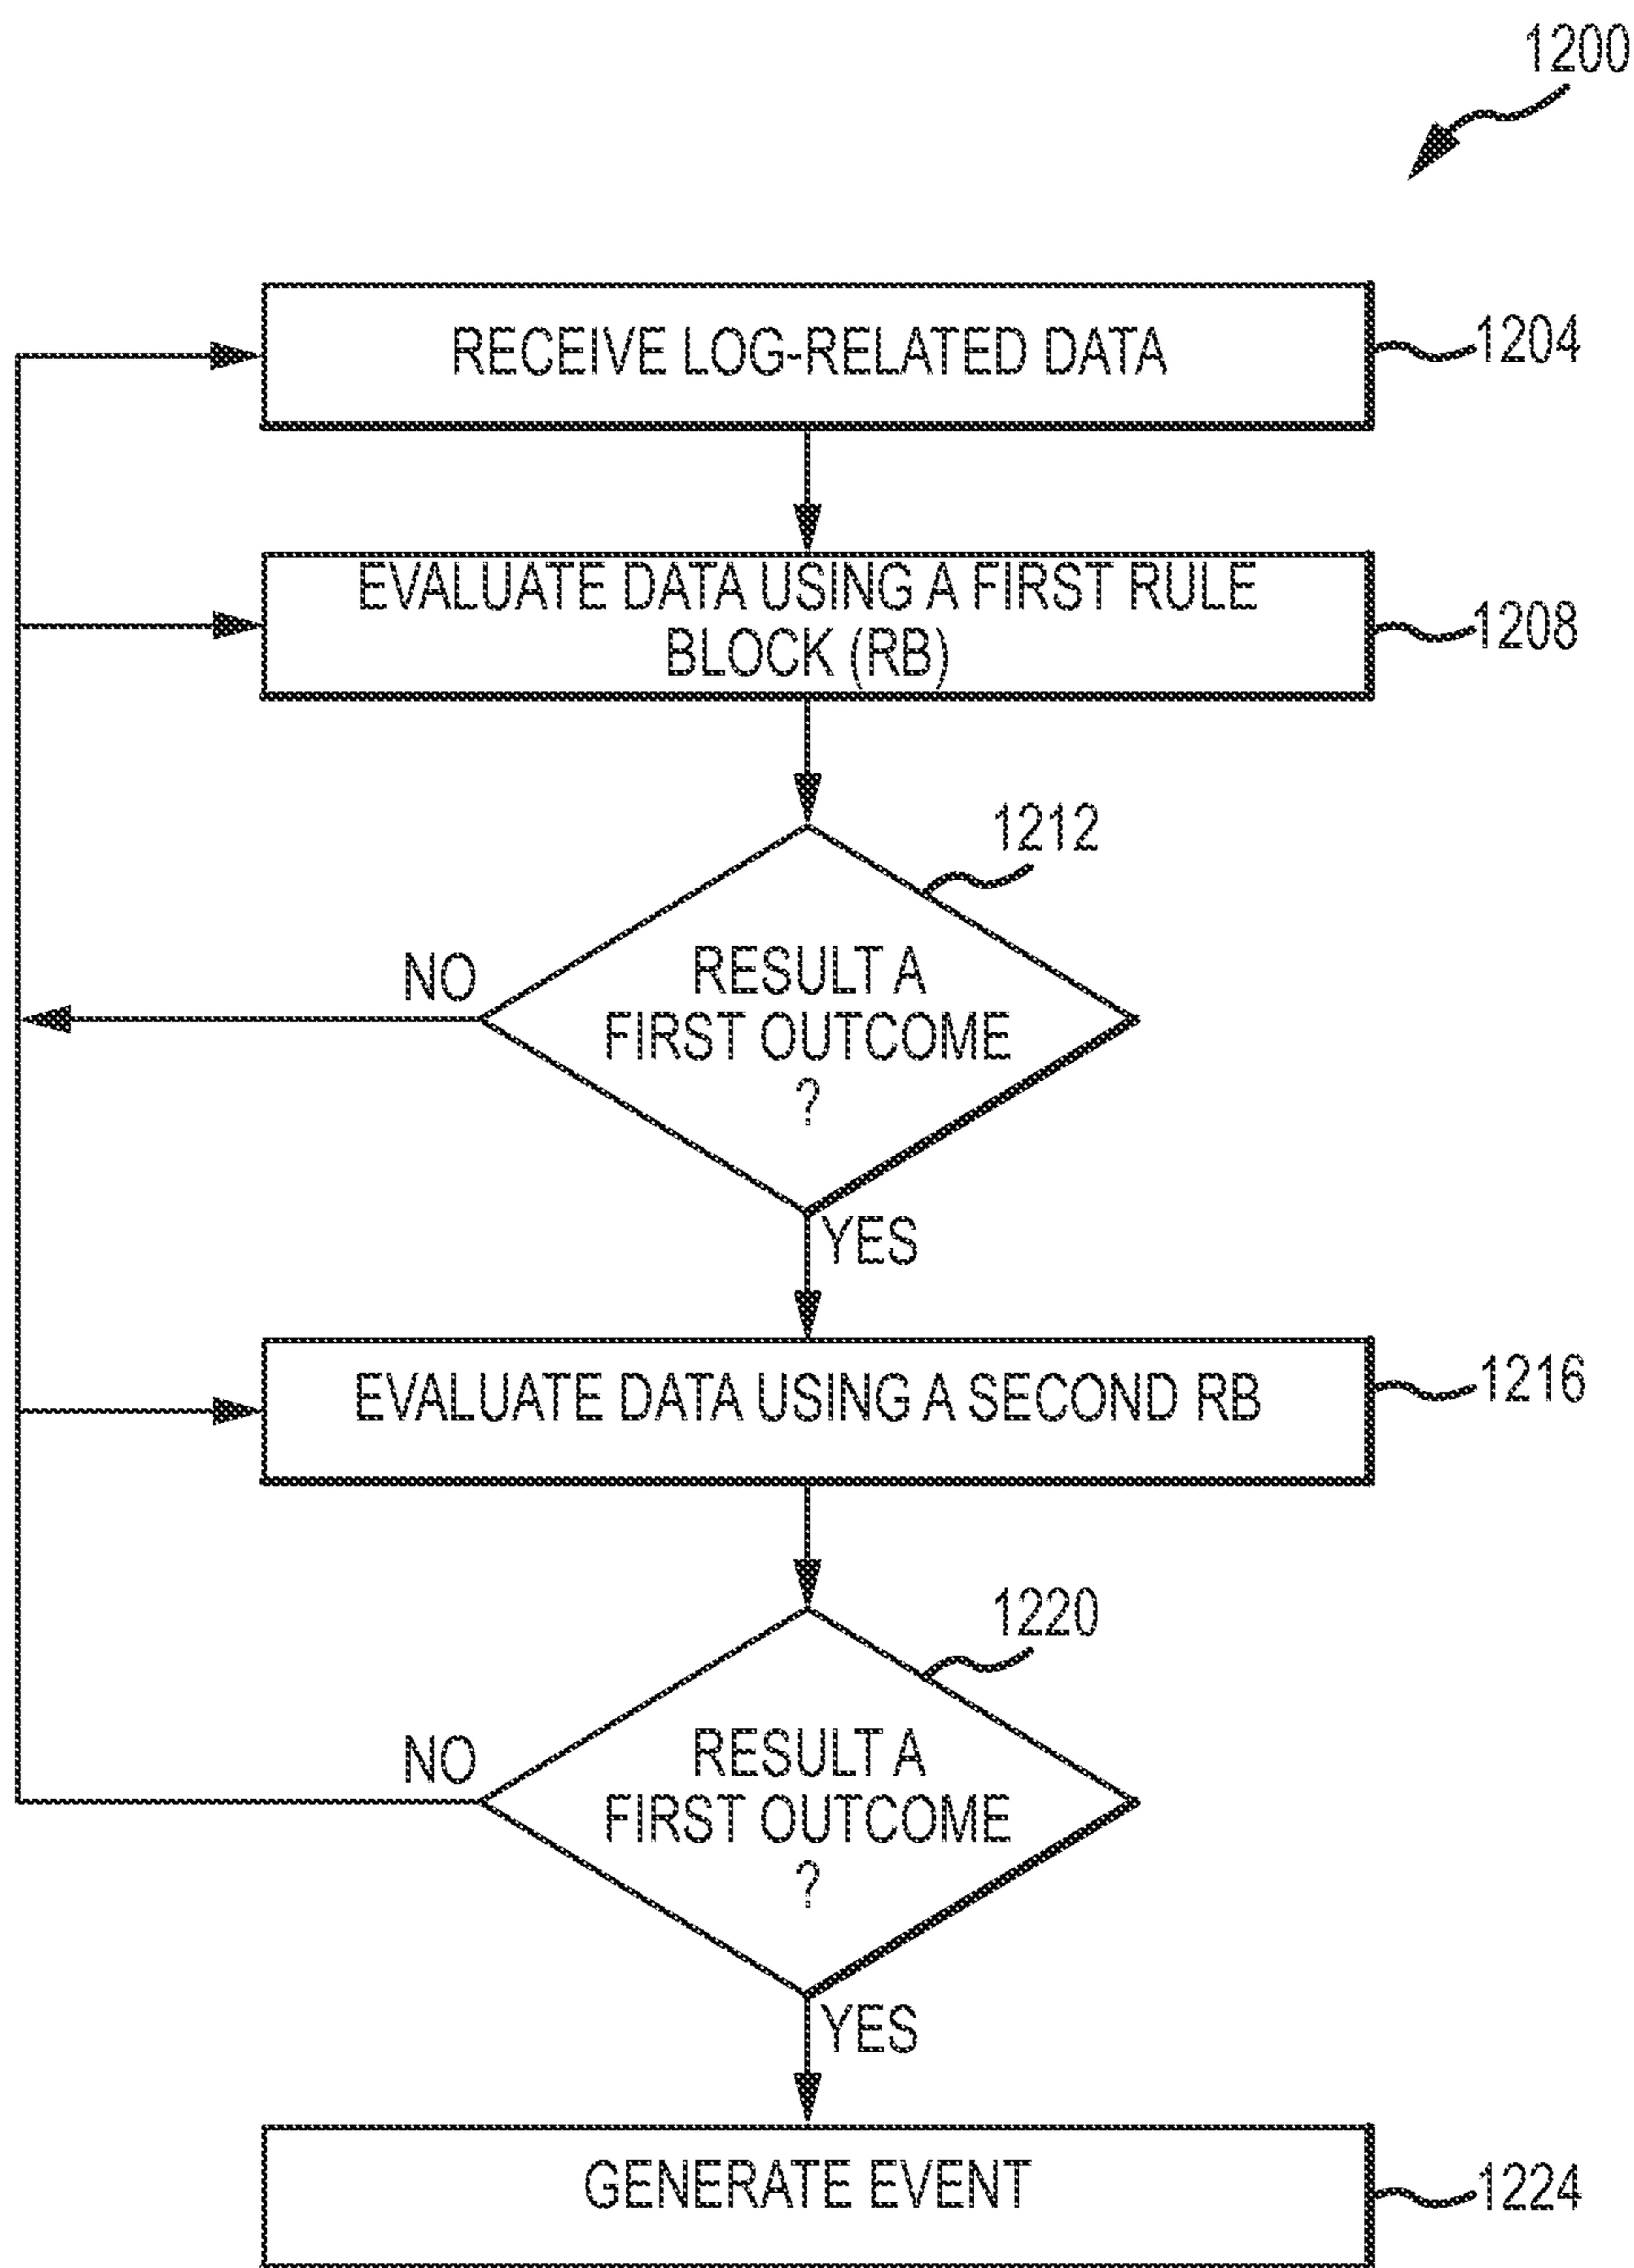 1200
RECEIVE LOG-RELATED DATA
1204
EVALUATE DATA USING A FIRST RULE
BLOCK (RB)
1208
1212
RESULT A
FIRST OUTCOME
?
NO
YES
EVALUATE DATA USING A SECOND RB
1216
1220
RESULT A
FIRST OUTCOME
?
NO
YES
GENERATE EVENT
1224